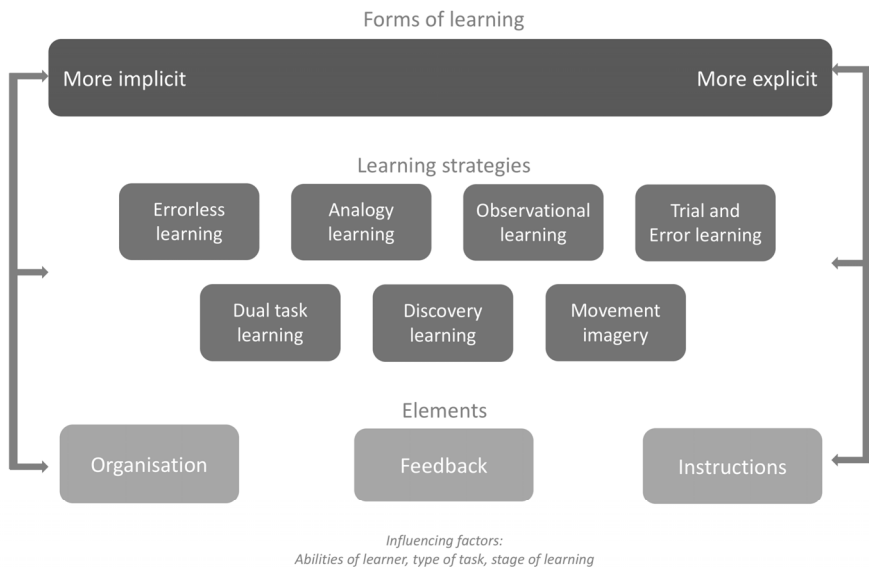 Forms of learning
More implicit
More explicit
Learning strategies
Errorless
learning
Analogy
learning
Observational
learning
Trial and
Error learning
Dual task
learning
Discovery
learning
Movement
imagery
Elements
Organisation
Feedback
Instructions
Influencing factors:
Abilities of learner, type of task, stage of learning